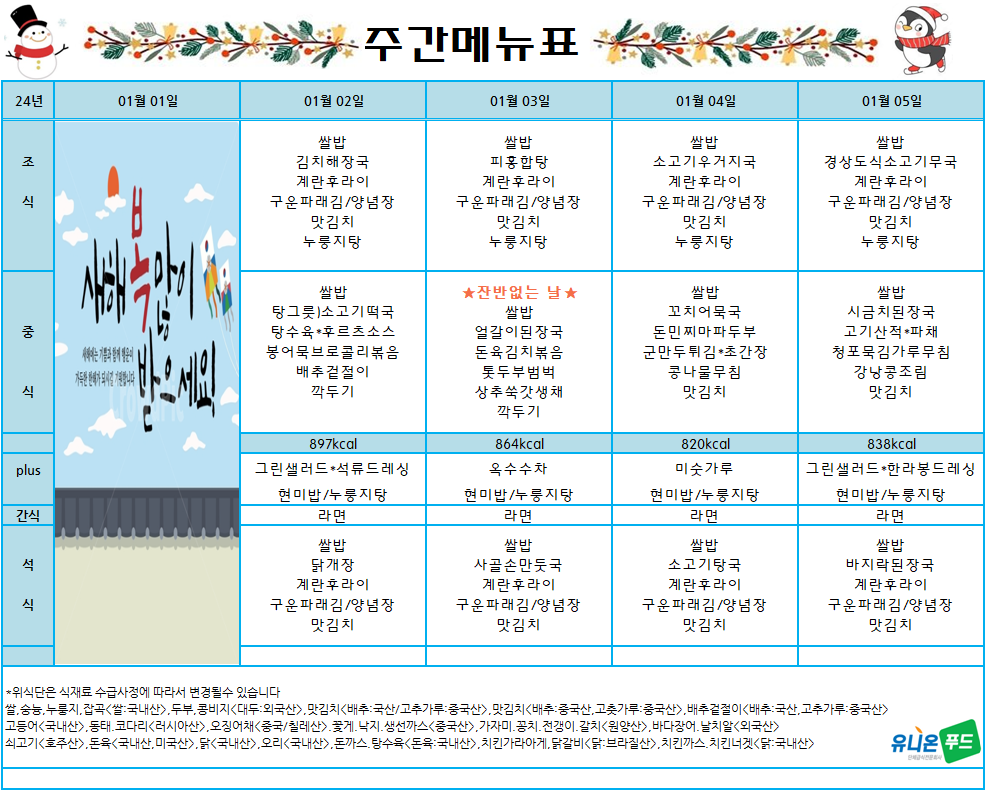 주간메뉴표
24년 01월 01일 01월 02일 01월 03일 01월 04일 01월 05일
조식
쌀밥
김치해장국
계란후라이
구운파래김/양념장
맛김치
누룽지탕
쌀밥
피홍합탕
계란후라이
구운파래김/양념장
맛김치
누룽지탕
쌀밥
소고기우거지국
계란후라이
구운파래김/양념장
맛김치
누룽지탕
쌀밥
경상도식소고기무국
계란후라이
구운파래김/양념장
맛김치
누룽지탕
새해 복 많이
받으세요!
새해에는 기쁨과 행복 행운이
가득한 한해가 되시길 기원합니다
중식
쌀밥
탕그릇)소고기떡국
탕수육*후르츠소스
봉어묵브로콜리볶음
배추겉절이
깍두기
★잔반없는 날★
쌀밥
얼갈이된장국
돈육김치볶음
톳두부범벅
상추쑥갓생채
깍두기
쌀밥
꼬치어묵국
돈민찌마파두부
군만두튀김*초간장
콩나물무침
맛김치
쌀밥
시금치된장국
고기산적*파채
청포묵김가루무침
강낭콩조림
맛김치
897kcal 864kcal 820kcal 838kcal
plus
그린샐러드*석류드레싱
현미밥/누룽지탕
옥수수차
현미밥/누룽지탕
미숫가루
현미밥/누룽지탕
그린샐러드*한라봉드레싱
현미밥/누룽지탕
간식 라면 라면 라면 라면
석식
쌀밥
닭개장
계란후라이
구운파래김/양념장
맛김치
쌀밥
사골손만둣국
계란후라이
구운파래김/양념장
맛김치
쌀밥
소고기탕국
계란후라이
구운파래김/양념장
맛김치
쌀밥
바지락된장국
계란후라이
구운파래김/양념장
맛김치
*위식단은 식재료 수급사정에 따라서 변경될수 있습니다
쌀,숭늉,누룽지,잡곡<쌀:국내산>,두부,콩비지<대두:외국산>,맛김치<배추:국산/고추가루:중국산>,맛김치<배추:중국산,고춧가루:중국산>,배추겉절이<배추:국산,고추가루:중국산>
고등어<국내산>,동태.코다리<러시아산>,오징어채<중국/칠레산>.꽃게.낙지.생선까스<중국산>,가자미.꽁치.전갱이.갈치<원양산>,바다장어.날치알<외국산>
쇠고기<호주산>,돈육<국내산,미국산>,닭<국내산>,오리<국내산>,돈까스.탕수육<돈육:국내산>,치킨가라아게,닭갈비<닭:브라질산>,치킨까스.치킨너겟<닭:국내산>
유니온푸드